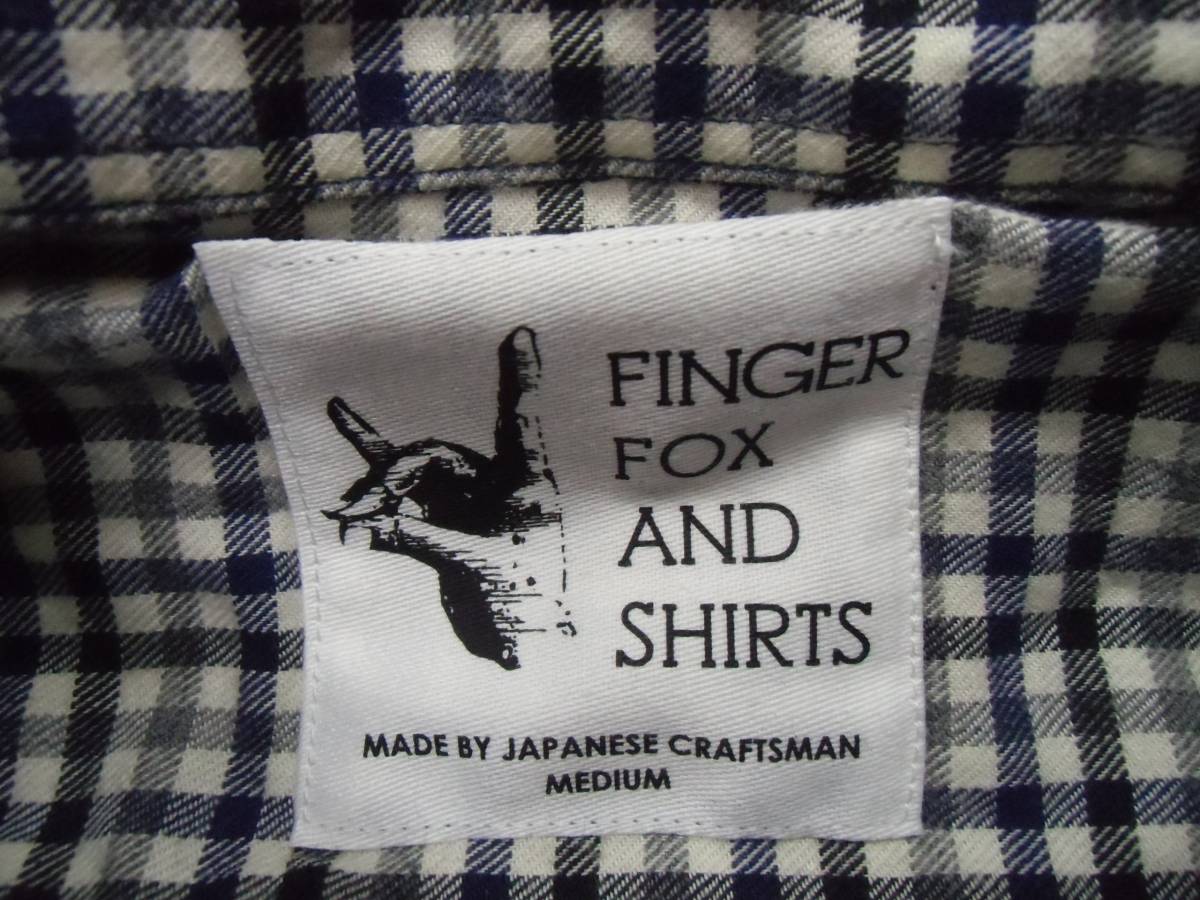 FINGER
FOX
AND
SHIRTS
MADE BY JAPANESE CRAFTSMAN
MEDIUM